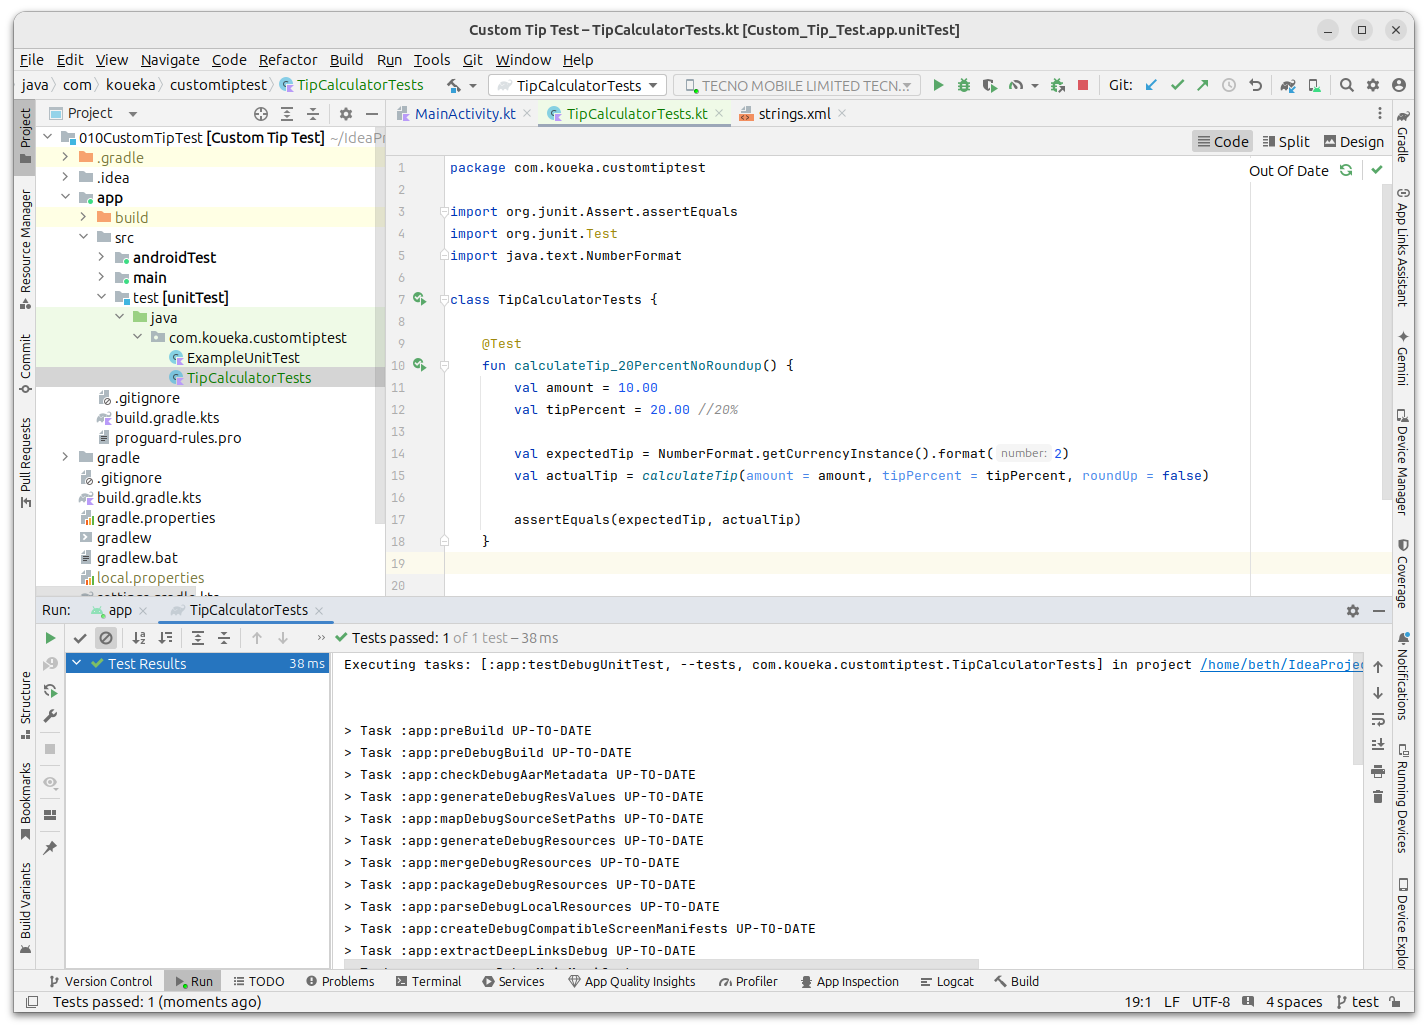 Custom Tip Test – TipCalculatorTests.kt [Custom_Tip_Test.app.unitTest]
File Edit View Navigate Code Refactor Build Run Tools Git Window Help
java com koueka customtiptest TipCalculatorTests TipCalculatorTests TECNO MOBILE LIMITED TECN... Git:
Project
MainActivity.kt TipCalculatorTests.kt strings.xml
Code Split Design
Out Of Date
010CustomTipTest [Custom Tip Test] ~/IdeaPr
.gradle
.idea
app
build
src
androidTest
main
test [unitTest]
java
com.koueka.customtiptest
ExampleUnitTest
TipCalculatorTests
.gitignore
build.gradle.kts
proguard-rules.pro
gradle
.gitignore
build.gradle.kts
gradle.properties
gradlew
gradlew.bat
local.properties
settings.gradle.kts
1 package com.koueka.customtiptest
2
3 import org.junit.Assert.assertEquals
4 import org.junit.Test
5 import java.text.NumberFormat
6
7 class TipCalculatorTests {
8
9 @Test
10 fun calculateTip_20PercentNoRoundup() {
11 val amount = 10.00
12 val tipPercent = 20.00 //20%
13
14 val expectedTip = NumberFormat.getCurrencyInstance().format( number: 2)
15 val actualTip = calculateTip(amount = amount, tipPercent = tipPercent, roundUp = false)
16
17 assertEquals(expectedTip, actualTip)
18 }
19
20
Project
Resource Manager
Commit
Pull Requests
Structure
Bookmarks
Build Variants
Gradle
App Links Assistant
Gemini
Device Manager
Coverage
Notifications
Running Devices
Device Explor
Run: app TipCalculatorTests
Tests passed: 1 of 1 test – 38 ms
Test Results 38 ms
Executing tasks: [:app:testDebugUnitTest, --tests, com.koueka.customtiptest.TipCalculatorTests] in project /home/beth/IdeaProjec
> Task :app:preBuild UP-TO-DATE
> Task :app:preDebugBuild UP-TO-DATE
> Task :app:checkDebugAarMetadata UP-TO-DATE
> Task :app:generateDebugResValues UP-TO-DATE
> Task :app:mapDebugSourceSetPaths UP-TO-DATE
> Task :app:generateDebugResources UP-TO-DATE
> Task :app:mergeDebugResources UP-TO-DATE
> Task :app:packageDebugResources UP-TO-DATE
> Task :app:parseDebugLocalResources UP-TO-DATE
> Task :app:createDebugCompatibleScreenManifests UP-TO-DATE
> Task :app:extractDeepLinksDebug UP-TO-DATE
Version Control Run TODO Problems Terminal Services App Quality Insights Profiler App Inspection Logcat Build
Tests passed: 1 (moments ago) 19:1 LF UTF-8 4 spaces test